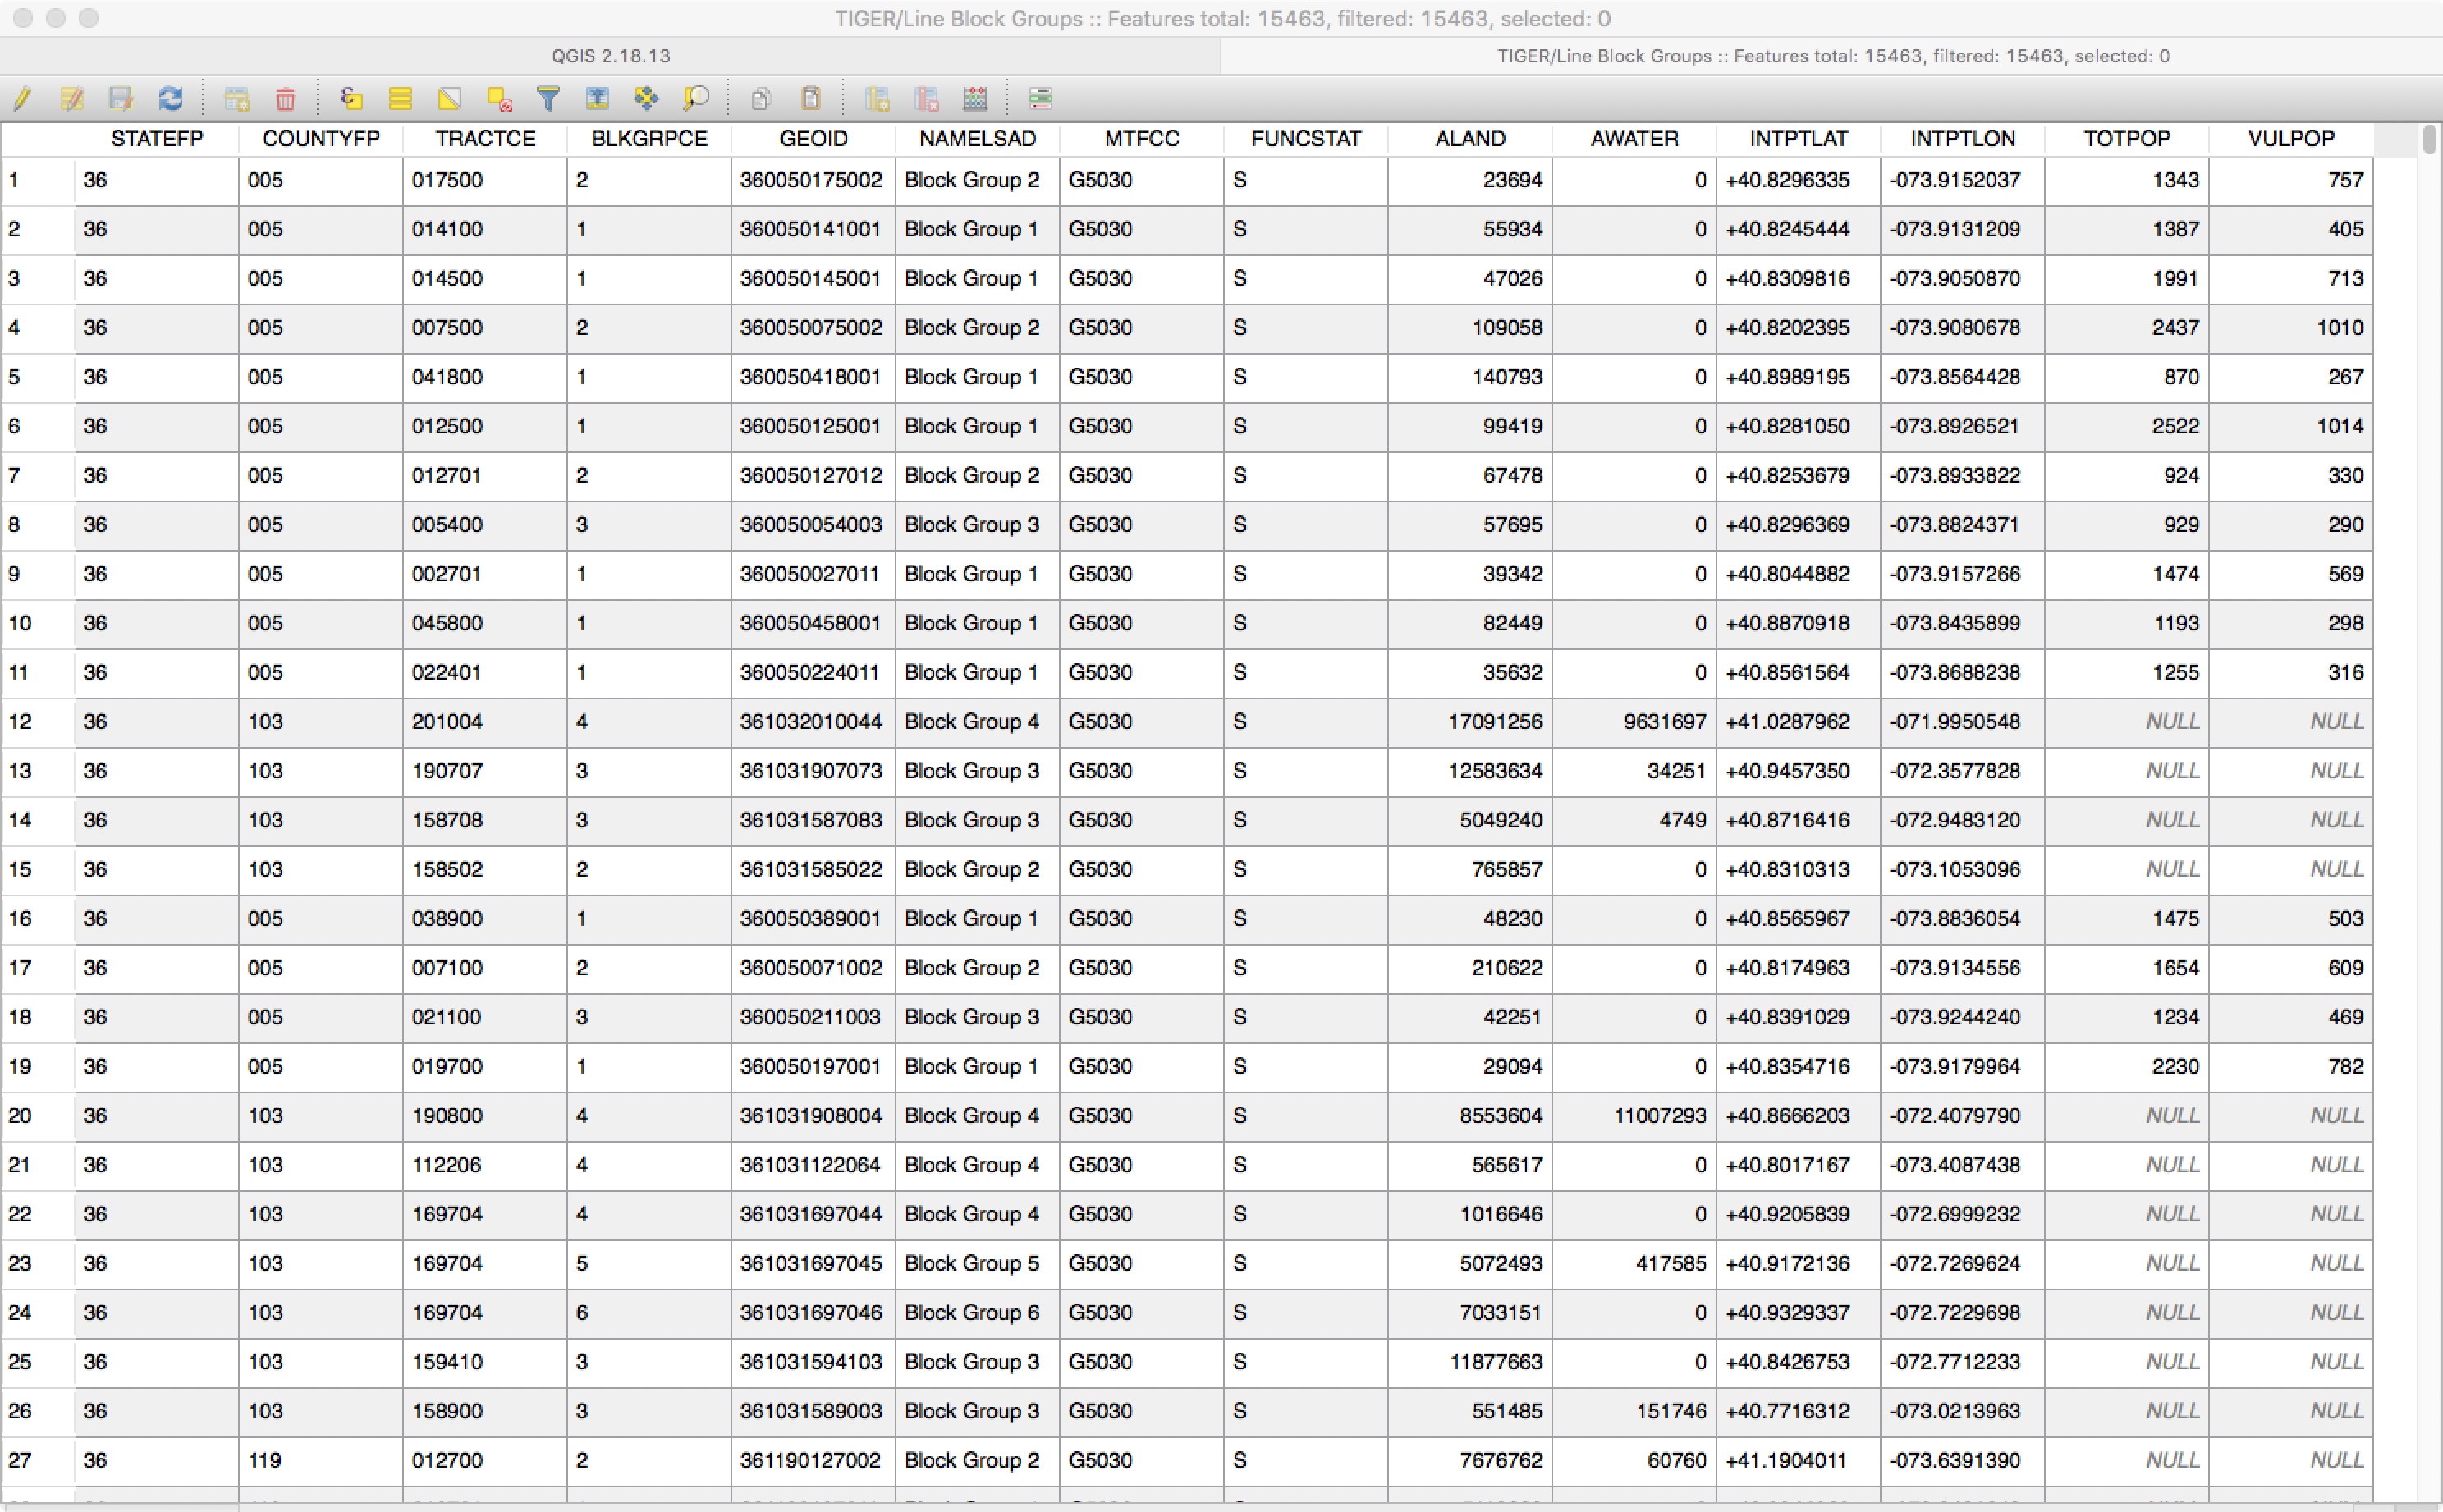 TIGER/Line Block Groups :: Features total: 15463, filtered: 15463, selected: 0
QGIS 2.18.13 TIGER/Line Block Groups :: Features total: 15463, filtered: 15463, selected: 0
STATEFP COUNTYFP TRACTCE BLKGRPCE GEOID NAMELSAD MTFCC FUNCSTAT ALAND AWATER INTPTLAT INTPTLON TOTPOP VULPOP
1 36 005 017500 2 360050175002 Block Group 2 G5030 S 23694 0 +40.8296335 -073.9152037 1343 757
2 36 005 014100 1 360050141001 Block Group 1 G5030 S 55934 0 +40.8245444 -073.9131209 1387 405
3 36 005 014500 1 360050145001 Block Group 1 G5030 S 47026 0 +40.8309816 -073.9050870 1991 713
4 36 005 007500 2 360050075002 Block Group 2 G5030 S 109058 0 +40.8202395 -073.9080678 2437 1010
5 36 005 041800 1 360050418001 Block Group 1 G5030 S 140793 0 +40.8989195 -073.8564428 870 267
6 36 005 012500 1 360050125001 Block Group 1 G5030 S 99419 0 +40.8281050 -073.8926521 2522 1014
7 36 005 012701 2 360050127012 Block Group 2 G5030 S 67478 0 +40.8253679 -073.8933822 924 330
8 36 005 005400 3 360050054003 Block Group 3 G5030 S 57695 0 +40.8296369 -073.8824371 929 290
9 36 005 002701 1 360050027011 Block Group 1 G5030 S 39342 0 +40.8044882 -073.9157266 1474 569
10 36 005 045800 1 360050458001 Block Group 1 G5030 S 82449 0 +40.8870918 -073.8435899 1193 298
11 36 005 022401 1 360050224011 Block Group 1 G5030 S 35632 0 +40.8561564 -073.8688238 1255 316
12 36 103 201004 4 361032010044 Block Group 4 G5030 S 17091256 9631697 +41.0287962 -071.9950548 NULL NULL
13 36 103 190707 3 361031907073 Block Group 3 G5030 S 12583634 34251 +40.9457350 -072.3577828 NULL NULL
14 36 103 158708 3 361031587083 Block Group 3 G5030 S 5049240 4749 +40.8716416 -072.9483120 NULL NULL
15 36 103 158502 2 361031585022 Block Group 2 G5030 S 765857 0 +40.8310313 -073.1053096 NULL NULL
16 36 005 038900 1 360050389001 Block Group 1 G5030 S 48230 0 +40.8565967 -073.8836054 1475 503
17 36 005 007100 2 360050071002 Block Group 2 G5030 S 210622 0 +40.8174963 -073.9134556 1654 609
18 36 005 021100 3 360050211003 Block Group 3 G5030 S 42251 0 +40.8391029 -073.9244240 1234 469
19 36 005 019700 1 360050197001 Block Group 1 G5030 S 29094 0 +40.8354716 -073.9179964 2230 782
20 36 103 190800 4 361031908004 Block Group 4 G5030 S 8553604 11007293 +40.8666203 -072.4079790 NULL NULL
21 36 103 112206 4 361031122064 Block Group 4 G5030 S 565617 0 +40.8017167 -073.4087438 NULL NULL
22 36 103 169704 4 361031697044 Block Group 4 G5030 S 1016646 0 +40.9205839 -072.6999232 NULL NULL
23 36 103 169704 5 361031697045 Block Group 5 G5030 S 5072493 417585 +40.9172136 -072.7269624 NULL NULL
24 36 103 169704 6 361031697046 Block Group 6 G5030 S 7033151 0 +40.9329337 -072.7229698 NULL NULL
25 36 103 159410 3 361031594103 Block Group 3 G5030 S 11877663 0 +40.8426753 -072.7712233 NULL NULL
26 36 103 158900 3 361031589003 Block Group 3 G5030 S 551485 151746 +40.7716312 -073.0213963 NULL NULL
27 36 119 012700 2 361190127002 Block Group 2 G5030 S 7676762 60760 +41.1904011 -073.6391390 NULL NULL